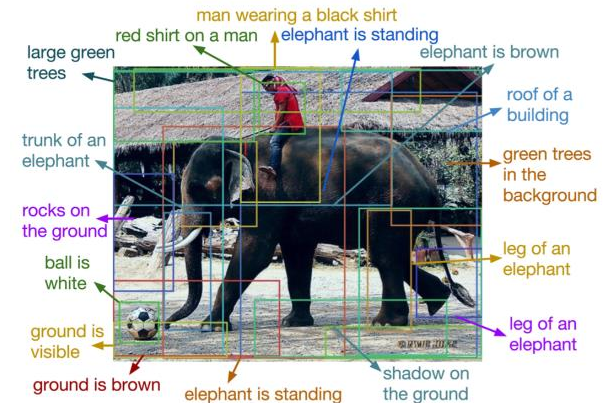 man wearing a black shirt
red shirt on a man
elephant is standing
elephant is brown
large green
trees
roof of a
building
trunk of an
elephant
green trees
in the
background
rocks on
the ground
leg of an
elephant
ball is
white
leg of an
elephant
ground is
visible
ground is brown
elephant is standing
shadow on
the ground